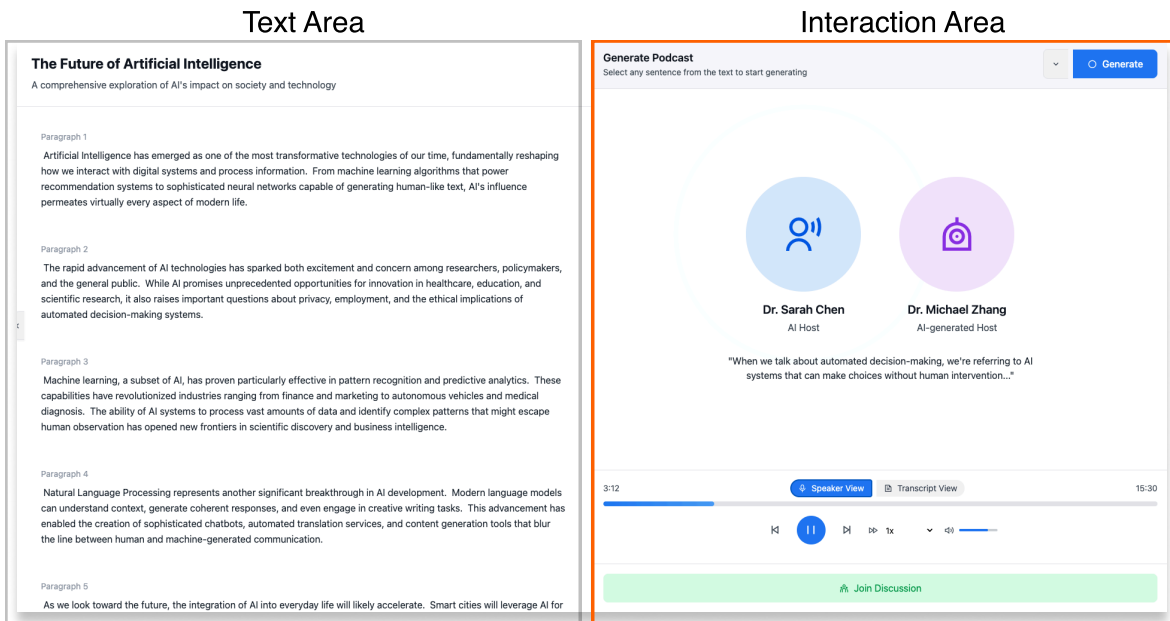 Text Area
The Future of Artificial Intelligence
A comprehensive exploration of AI's impact on society and technology
Paragraph 1
Artificial Intelligence has emerged as one of the most transformative technologies of our time, fundamentally reshaping
how we interact with digital systems and process information. From machine learning algorithms that power
recommendation systems to sophisticated neural networks capable of generating human-like text, AI's influence
permeates virtually every aspect of modern life.
Paragraph 2
The rapid advancement of AI technologies has sparked both excitement and concern among researchers, policymakers,
and the general public. While AI promises unprecedented opportunities for innovation in healthcare, education, and
scientific research, it also raises important questions about privacy, employment, and the ethical implications of
automated decision-making systems.
Paragraph 3
Machine learning, a subset of AI, has proven particularly effective in pattern recognition and predictive analytics. These
capabilities have revolutionized industries ranging from finance and marketing to autonomous vehicles and medical
diagnosis. The ability of AI systems to process vast amounts of data and identify complex patterns that might escape
human observation has opened new frontiers in scientific discovery and business intelligence.
Paragraph 4
Natural Language Processing represents another significant breakthrough in AI development. Modern language models
can understand context, generate coherent responses, and even engage in creative writing tasks. This advancement has
enabled the creation of sophisticated chatbots, automated translation services, and content generation tools that blur
the line between human and machine-generated communication.
Paragraph 5
As we look toward the future, the integration of AI into everyday life will likely accelerate. Smart cities will leverage AI for
Interaction Area
Generate Podcast
Select any sentence from the text to start generating
Generate
Dr. Sarah Chen
AI Host
Dr. Michael Zhang
AI-generated Host
"When we talk about automated decision-making, we're referring to AI
systems that can make choices without human intervention..."
3:12
Speaker View
Transcript View
15:30
1x
Join Discussion